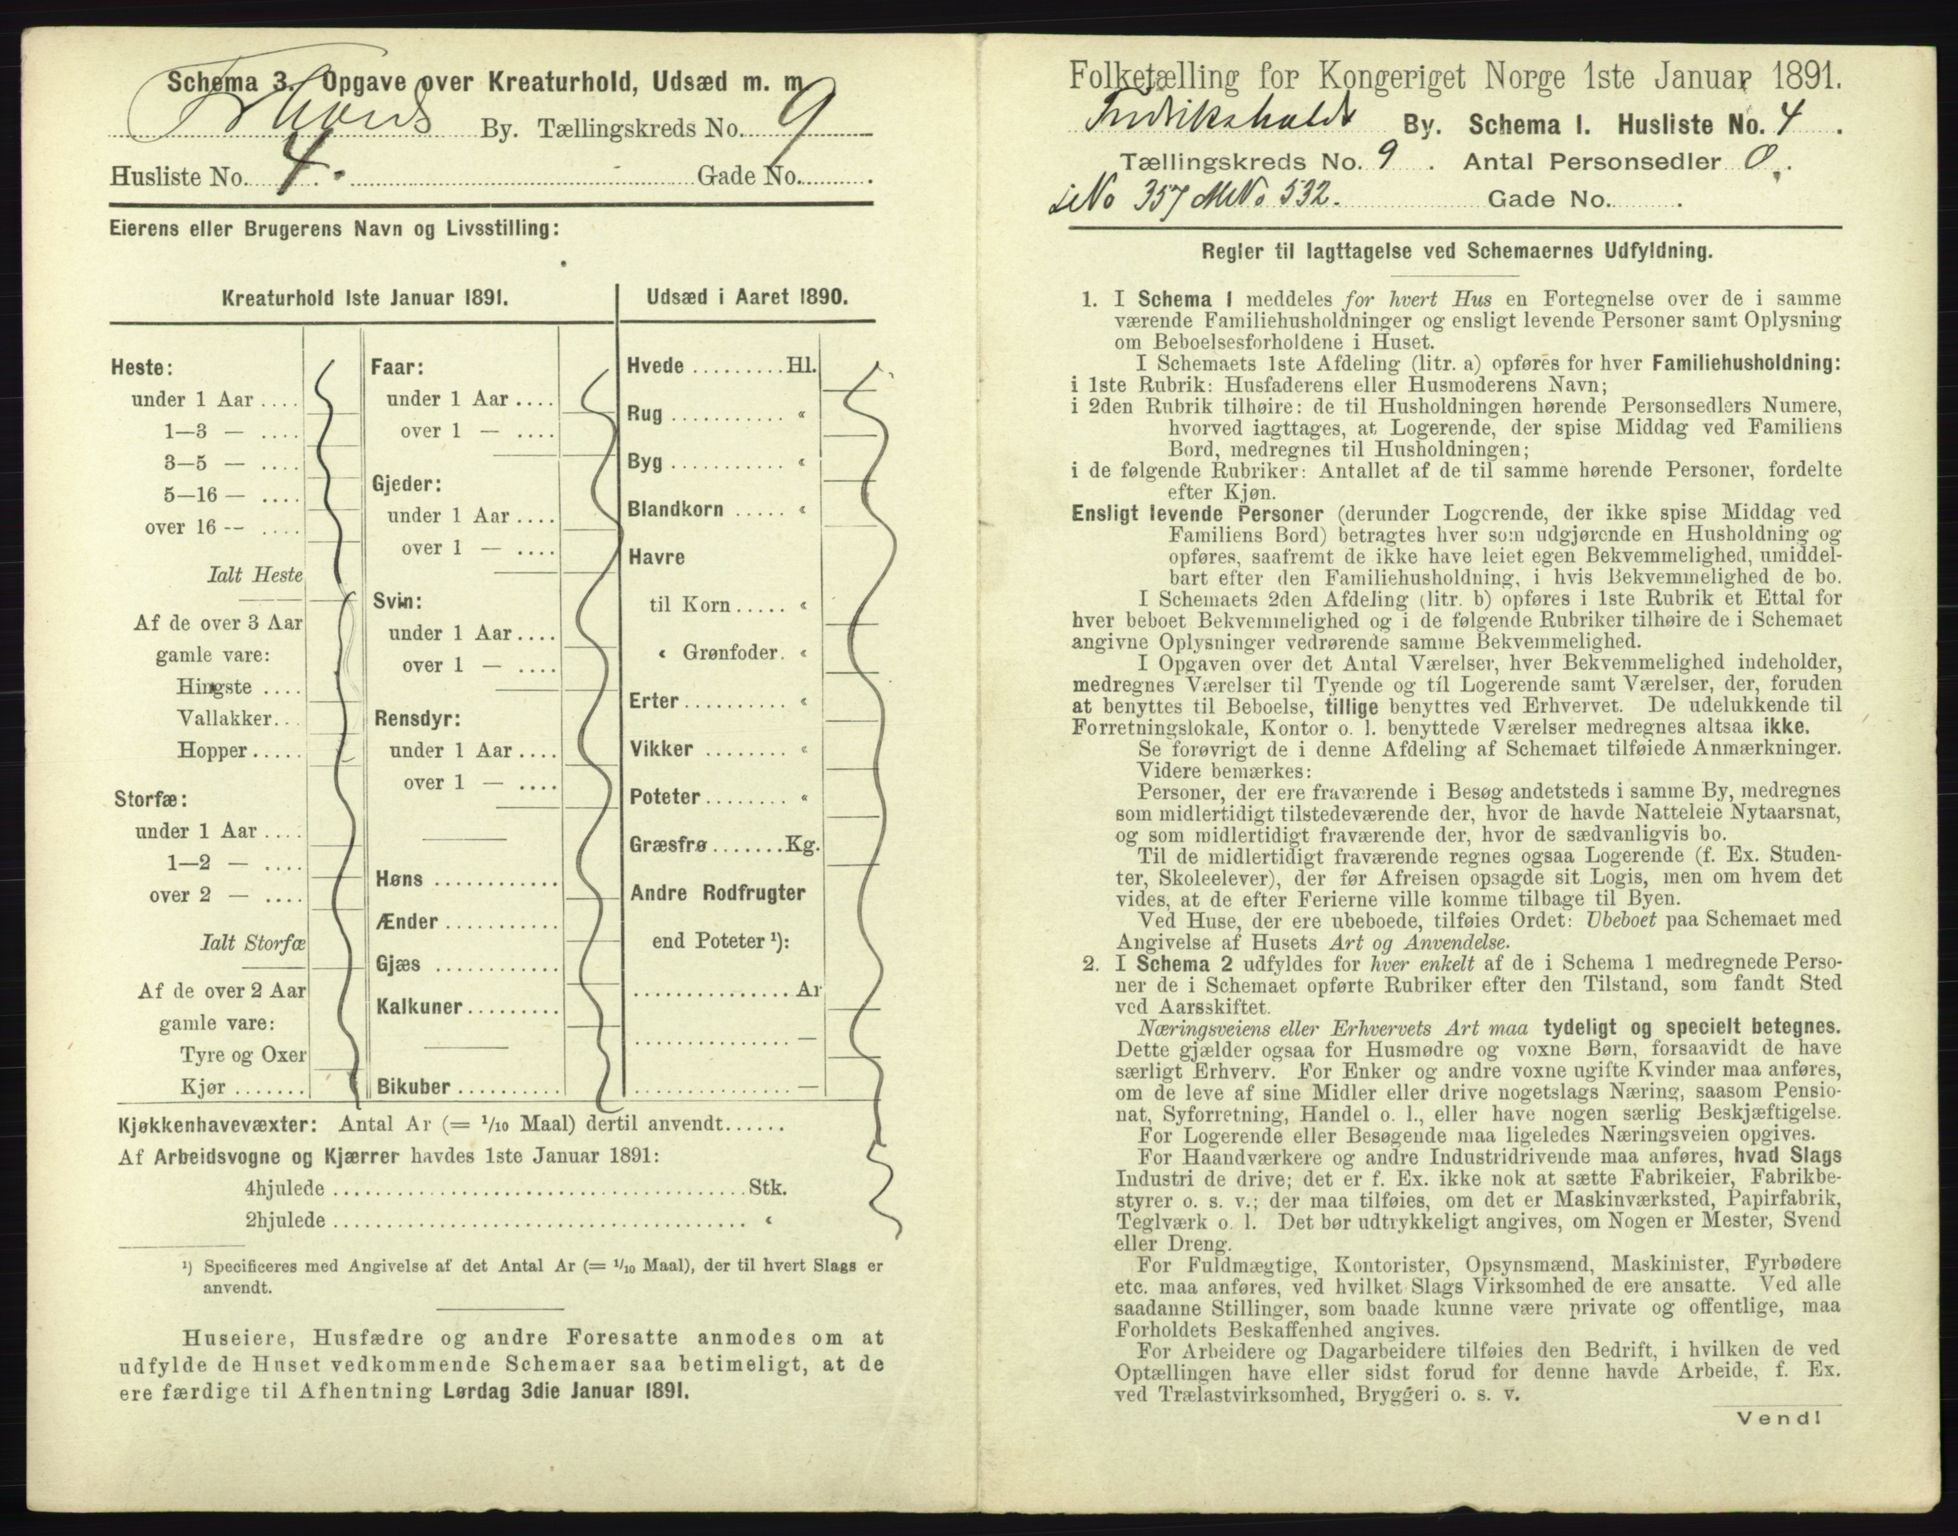 Schema 3. Opgave over Kreaturhold, Udsæd m. m.
By. Tællingskreds No. 9
Husliste No. 4. Gade No.
Eierens eller Brugerens Navn og Livsstilling:
Kreaturhold 1ste Januar 1891.
Heste:
under 1 Aar ....
1—3 — ....
3—5 — ....
5—16 — ....
over 16 -- ....
Ialt Heste
Af de over 3 Aar
gamle vare:
Hingste ....
Vallakker...
Hopper .....
Storfæ:
under 1 Aar ....
1—2 — ....
over 2 — ....
Ialt Storfæ
Af de over 2 Aar
gamle vare:
Tyre og Oxer
Kjør .......
Faar:
under 1 Aar ....
over 1 — ....
Gjeder:
under 1 Aar ....
over 1 — ....
Svin:
under 1 Aar ....
over 1 — ....
Rensdyr:
under 1 Aar ....
over 1 — ....
Høns ............
Ænder ...........
Gjæs ............
Kalkuner.........
Bikuber ..........
Udsæd i Aaret 1890.
Hvede .........Hl.
Rug ........... «
Byg ........... «
Blandkorn ..... «
Havre
til Korn..... «
« Grønfoder. «
Erter.......... «
Vikker ........ «
Poteter........ «
Græsfrø.......Kg.
Andre Rodfrugter
end Poteter ¹):
...............Ar
............... —
............... —
Kjøkkenhavevæxter: Antal Ar (= 1/10 Maal) dertil anvendt......
Af Arbeidsvogne og Kjærrer havdes 1ste Januar 1891:
4hjulede ......................................Stk.
2hjulede ...................................... «
¹) Specificeres med Angivelse af det Antal Ar (= 1/10 Maal), der til hvert Slags er
anvendt.
Huseiere, Husfædre og andre Foresatte anmodes om at
udfylde de Huset vedkommende Schemaer saa betimeligt, at de
ere færdige til Afhentning Lørdag 3die Januar 1891.
Folketælling for Kongeriget Norge 1ste Januar 1891.
Fredrikshalds By. Schema 1. Husliste No. 4.
Tællingskreds No. 9. Antal Personsedler 0.
No 357 MNo 532. Gade No. .
Regler til Iagttagelse ved Schemaernes Udfyldning.
1. I Schema 1 meddeles for hvert Hus en Fortegnelse over de i samme
værende Familiehusholdninger og ensligt levende Personer samt Oplysning
om Beboelsesforholdene i Huset.
I Schemaets 1ste Afdeling (litr. a) opføres for hver Familiehusholdning:
i 1ste Rubrik: Husfaderens eller Husmoderens Navn;
i 2den Rubrik tilhøire: de til Husholdningen hørende Personsedlers Numere,
hvorved iagttages, at Logerende, der spise Middag ved Familiens
Bord, medregnes til Husholdningen;
i de følgende Rubriker: Antallet af de til samme hørende Personer, fordelte
efter Kjøn.
Ensligt levende Personer (derunder Logerende, der ikke spise Middag ved
Familiens Bord) betragtes hver som udgjørende en Husholdning og
opføres, saafremt de ikke have leiet egen Bekvemmelighed, umiddel-
bart efter den Familiehusholdning, i hvis Bekvemmelighed de bo.
I Schemaets 2den Afdeling (litr. b) opføres i 1ste Rubrik et Ettal for
hver beboet Bekvemmelighed og i de følgende Rubriker tilhøire de i Schemaet
angivne Oplysninger vedrørende samme Bekvemmelighed.
I Opgaven over det Antal Værelser, hver Bekvemmelighed indeholder,
medregnes Værelser til Tyende og til Logerende samt Værelser, der, foruden
at benyttes til Beboelse, tillige benyttes ved Erhvervet. De udelukkende til
Forretningslokale, Kontor o. l. benyttede Værelser medregnes altsaa ikke.
Se forøvrigt de i denne Afdeling af Schemaet tilføiede Anmærkninger.
Videre bemærkes:
Personer, der ere fraværende i Besøg andetsteds i samme By, medregnes
som midlertidigt tilstedeværende der, hvor de havde Natteleie Nytaarsnat,
og som midlertidigt fraværende der, hvor de sædvanligvis bo.
Til de midlertidigt fraværende regnes ogsaa Logerende (f. Ex. Studen-
ter, Skoleelever), der før Afreisen opsagde sit Logis, men om hvem det
vides, at de efter Ferierne ville komme tilbage til Byen.
Ved Huse, der ere ubeboede, tilføies Ordet: Ubeboet paa Schemaet med
Angivelse af Husets Art og Anvendelse.
2. I Schema 2 udfyldes for hver enkelt af de i Schema 1 medregnede Perso-
ner de i Schemaet opførte Rubriker efter den Tilstand, som fandt Sted
ved Aarsskiftet.
Næringsveiens eller Erhvervets Art maa tydeligt og specielt betegnes.
Dette gjælder ogsaa for Husmødre og voxne Børn, forsaavidt de have
særligt Erhverv. For Enker og andre voxne ugifte Kvinder maa anføres,
om de leve af sine Midler eller drive nogetslags Næring, saasom Pensio-
nat, Syforretning, Handel o. l., eller have nogen særlig Beskjæftigelse.
For Logerende eller Besøgende maa ligeledes Næringsveien opgives.
For Haandværkere og andre Industridrivende maa anføres, hvad Slags
Industri de drive; det er f. Ex. ikke nok at sætte Fabrikeier, Fabrikbe-
styrer o. s. v.; der maa tilføies, om det er Maskinværksted, Papirfabrik,
Teglværk o. l. Det bør udtrykkeligt angives, om Nogen er Mester, Svend
eller Dreng.
For Fuldmægtige, Kontorister, Opsynsmænd, Maskinister, Fyrbødere
etc. maa anføres, ved hvilket Slags Virksomhed de ere ansatte. Ved alle
saadanne Stillinger, som baade kunne være private og offentlige, maa
Forholdets Beskaffenhed angives.
For Arbeidere og Dagarbeidere tilføies den Bedrift, i hvilken de ved
Optællingen have eller sidst forud for denne havde Arbeide, f. Ex.
ved Trælastvirksomhed, Bryggeri o. s. v.
Vend!